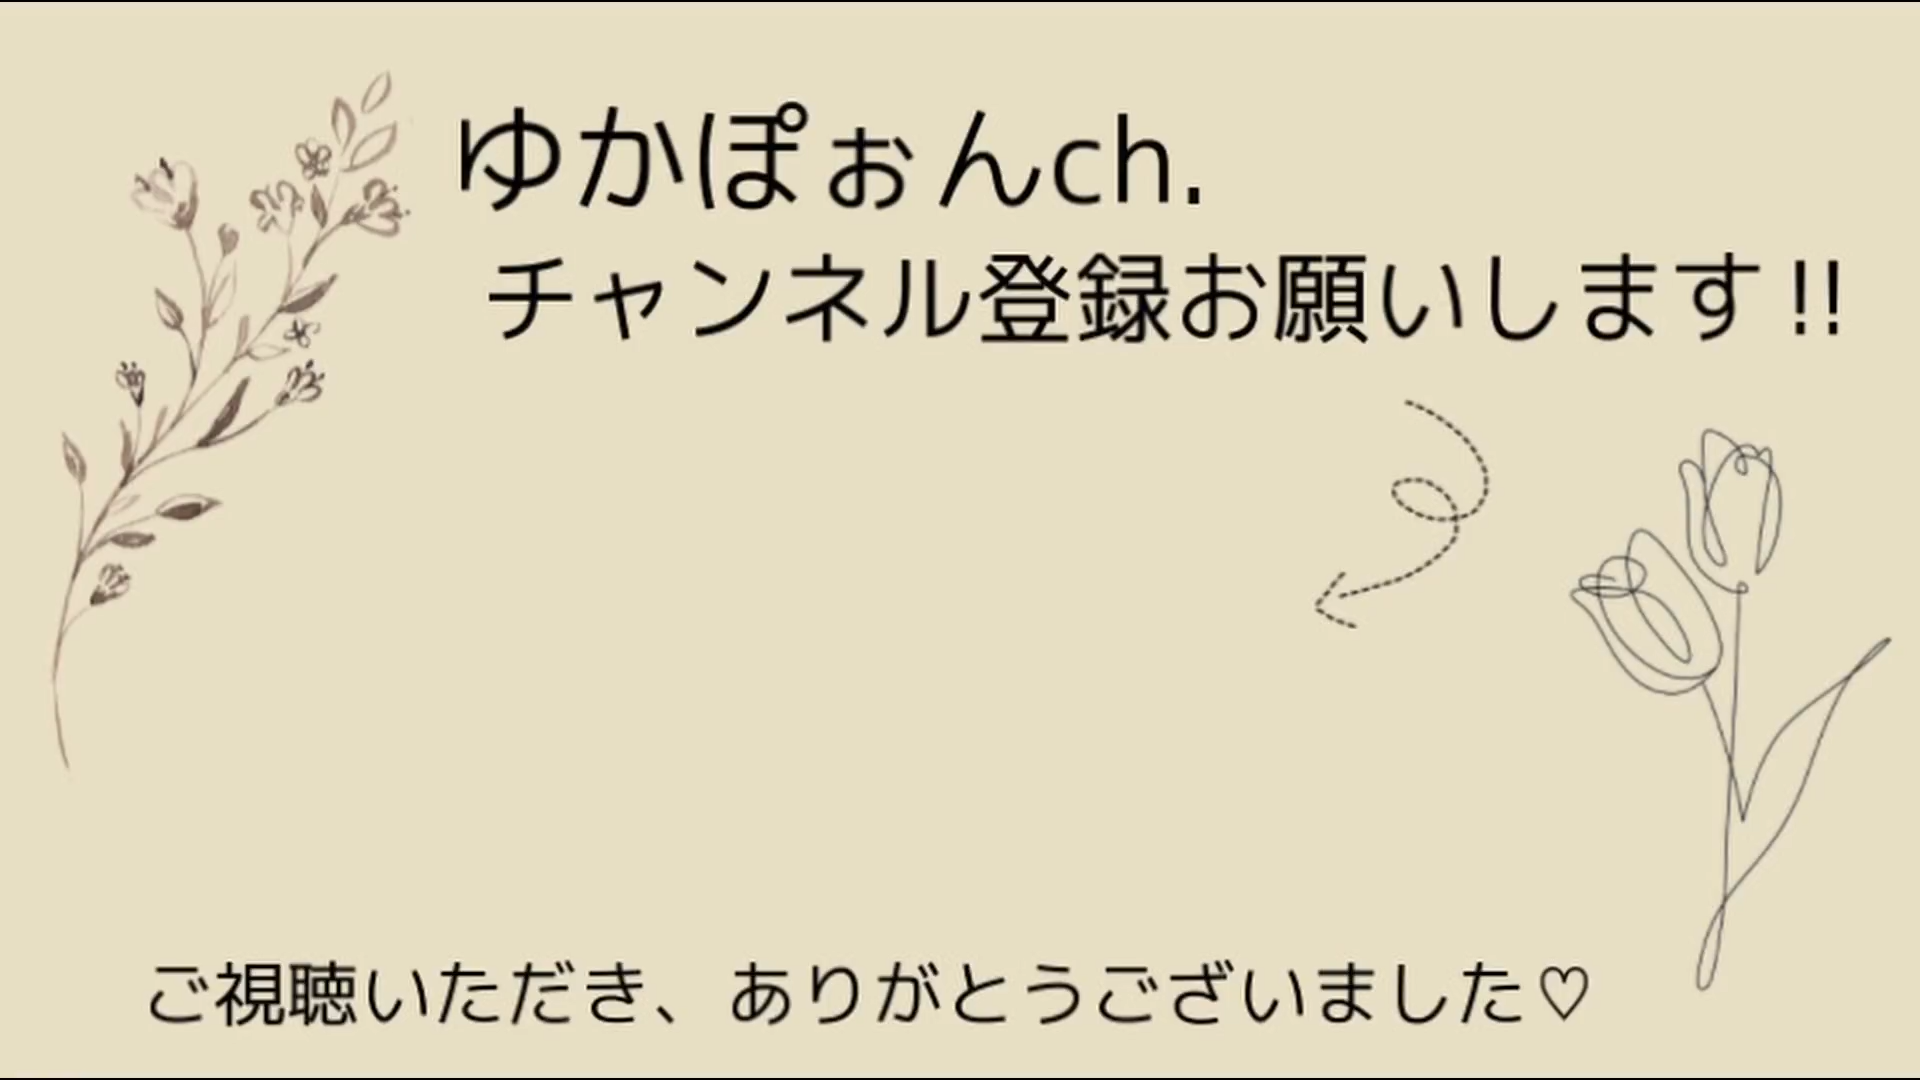 ゆかぽぉんch.
チャンネル登録お願いします!!
ご視聴いただき、ありがとうございました♡